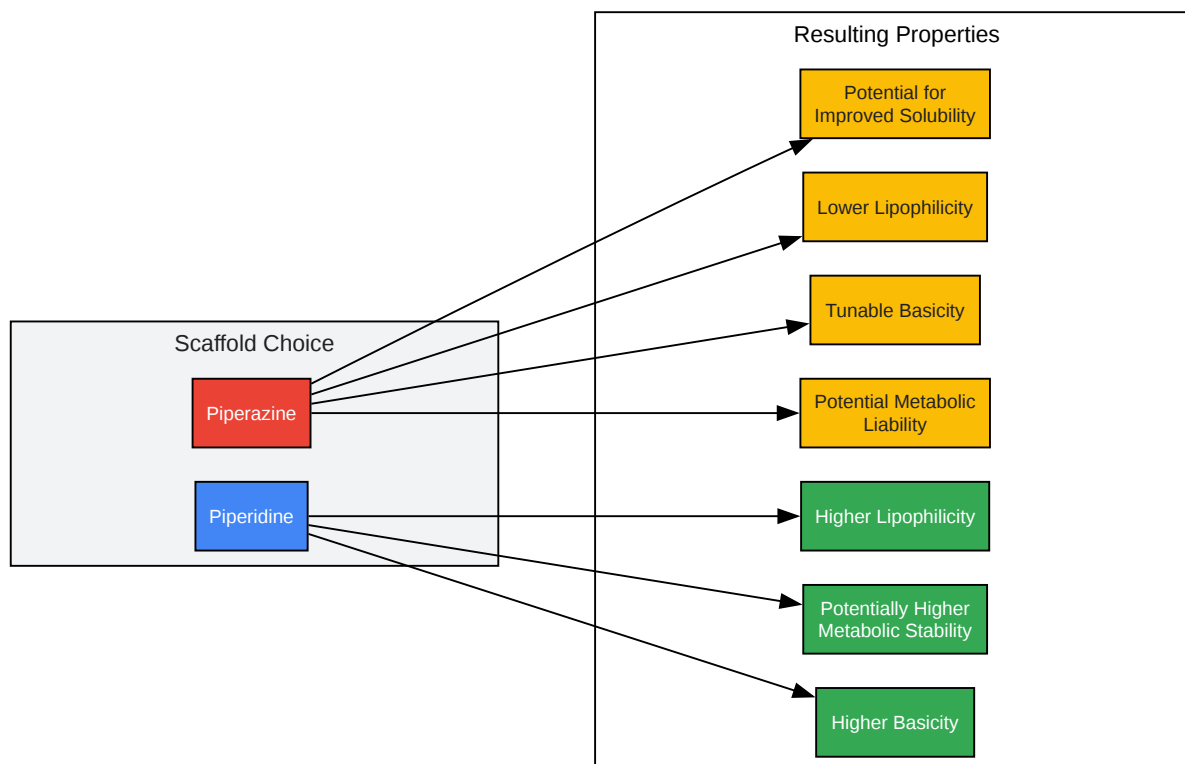 Resulting Properties
Potential for
Improved Solubility
Lower Lipophilicity
Tunable Basicity
Scaffold Choice
Piperazine
Potential Metabolic
Liability
Piperidine
Higher Lipophilicity
Potentially Higher
Metabolic Stability
Higher Basicity